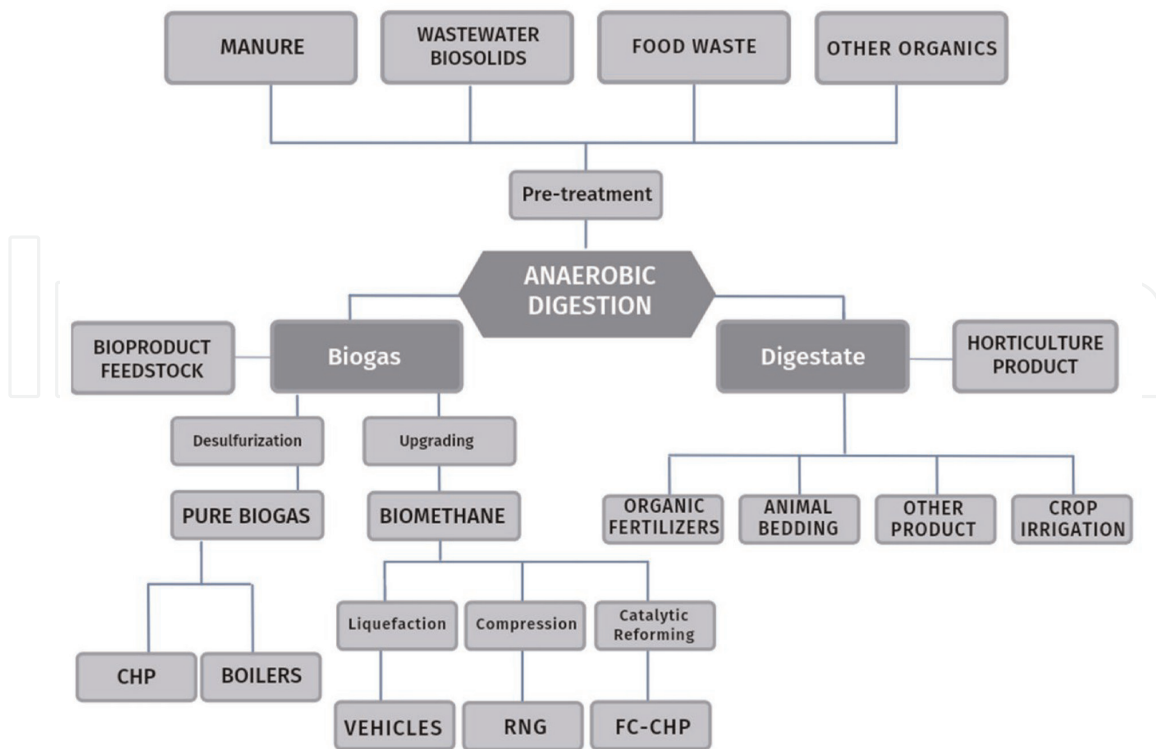 MANURE
WASTEWATER
BIOSOLIDS
FOOD WASTE
OTHER ORGANICS
Pre-treatment
ANAEROBIC
DIGESTION
BIOPRODUCT
FEEDSTOCK
Biogas
Digestate
HORTICULTURE
PRODUCT
Desulfurization
Upgrading
PURE BIOGAS
BIOMETHANE
ORGANIC
FERTILIZERS
ANIMAL
BEDDING
OTHER
PRODUCT
CROP
IRRIGATION
Liquefaction
Compression
Catalytic
Reforming
CHP
BOILERS
VEHICLES
RNG
FC-CHP